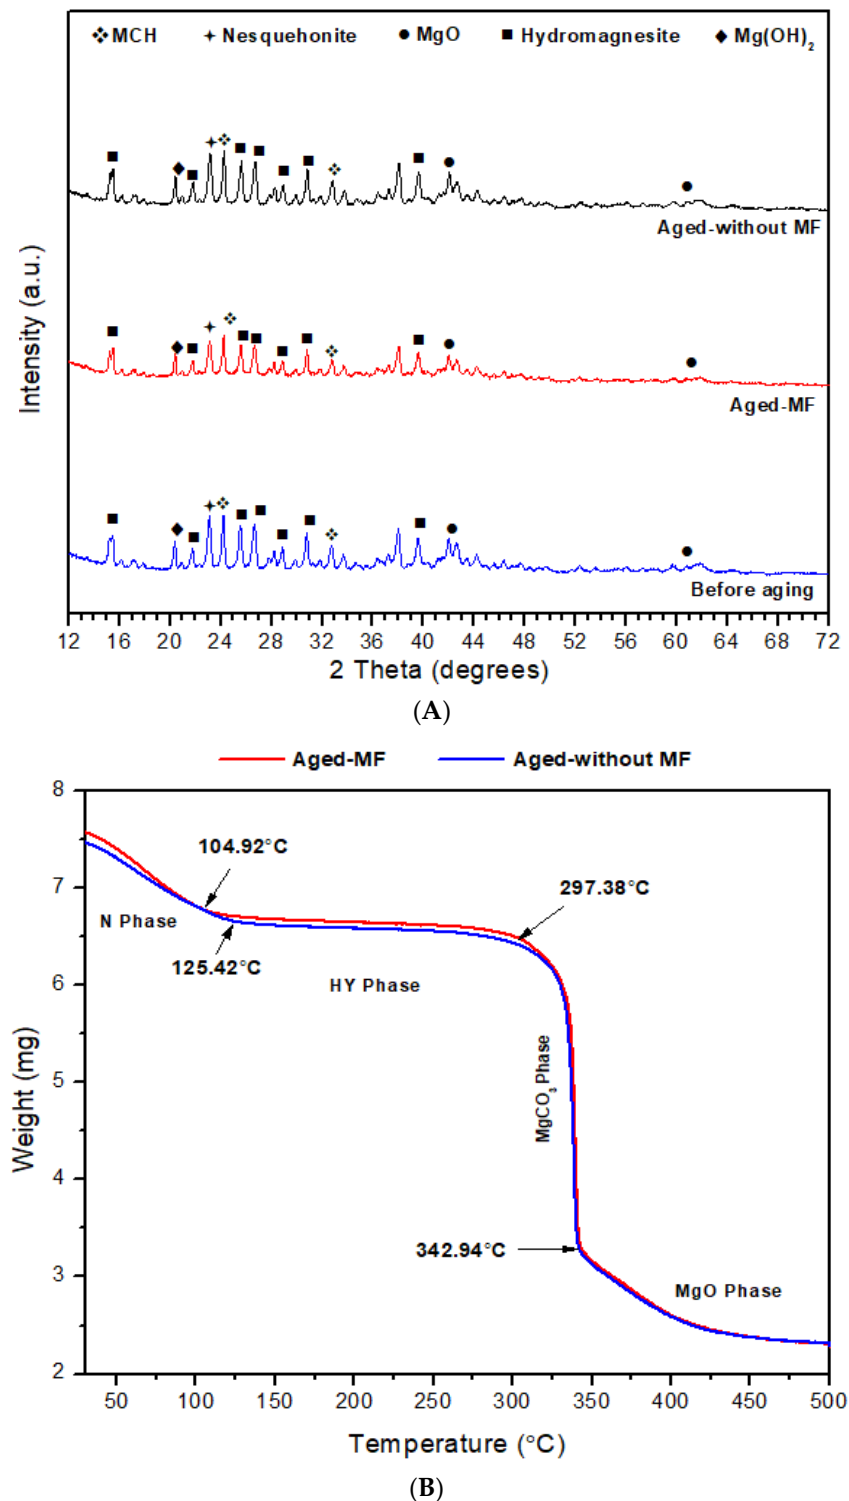 MCH Nesquehonite MgO Hydromagnesite Mg(OH)₂
Aged-without MF
Aged-MF
Before aging
Intensity (a.u.)
12 16 20 24 28 32 36 40 44 48 52 56 60 64 68 72
2 Theta (degrees)
(A)
Aged-MF Aged-without MF
8
7
6
5
4
3
2
Weight (mg)
104.92°C
297.38°C
N Phase
125.42°C
HY Phase
MgCO₃ Phase
342.94°C
MgO Phase
50 100 150 200 250 300 350 400 450 500
Temperature (°C)
(B)